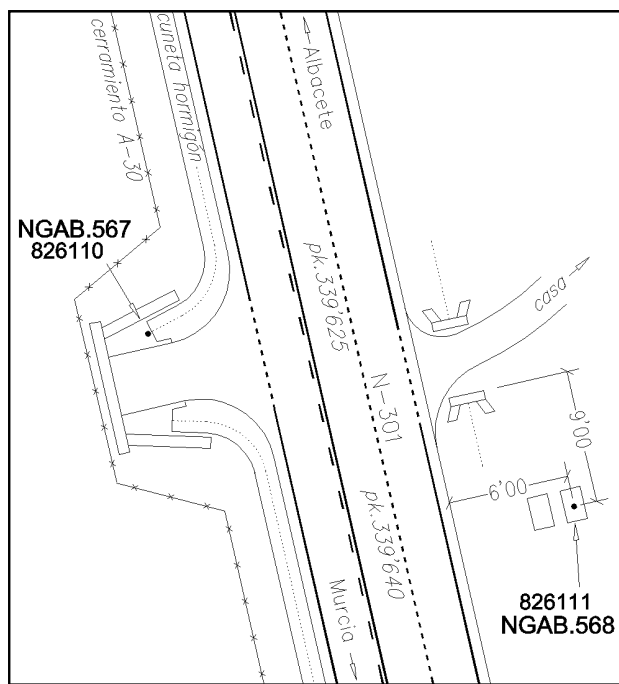 cuneta hormigón
cerramiento A-30
Albacete
NGAB.567
826110
pk.339'625
casa
N-301
9'00
9'00
pk.339'640
Murcia
826111
NGAB.568